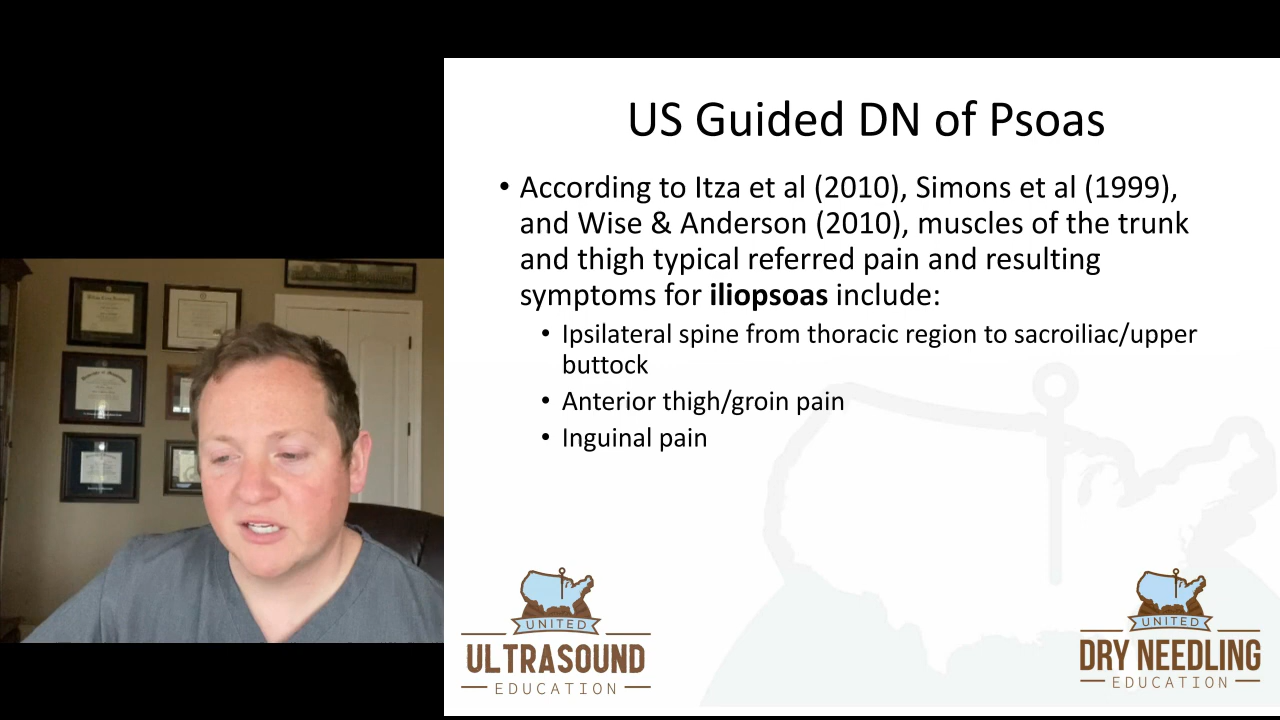 US Guided DN of Psoas
• According to Itza et al (2010), Simons et al (1999),
and Wise & Anderson (2010), muscles of the trunk
and thigh typical referred pain and resulting
symptoms for iliopsoas include:
• Ipsilateral spine from thoracic region to sacroiliac/upper
buttock
• Anterior thigh/groin pain
• Inguinal pain
UNITED
ULTRASOUND
EDUCATION
UNITED
DRY NEEDLING
EDUCATION